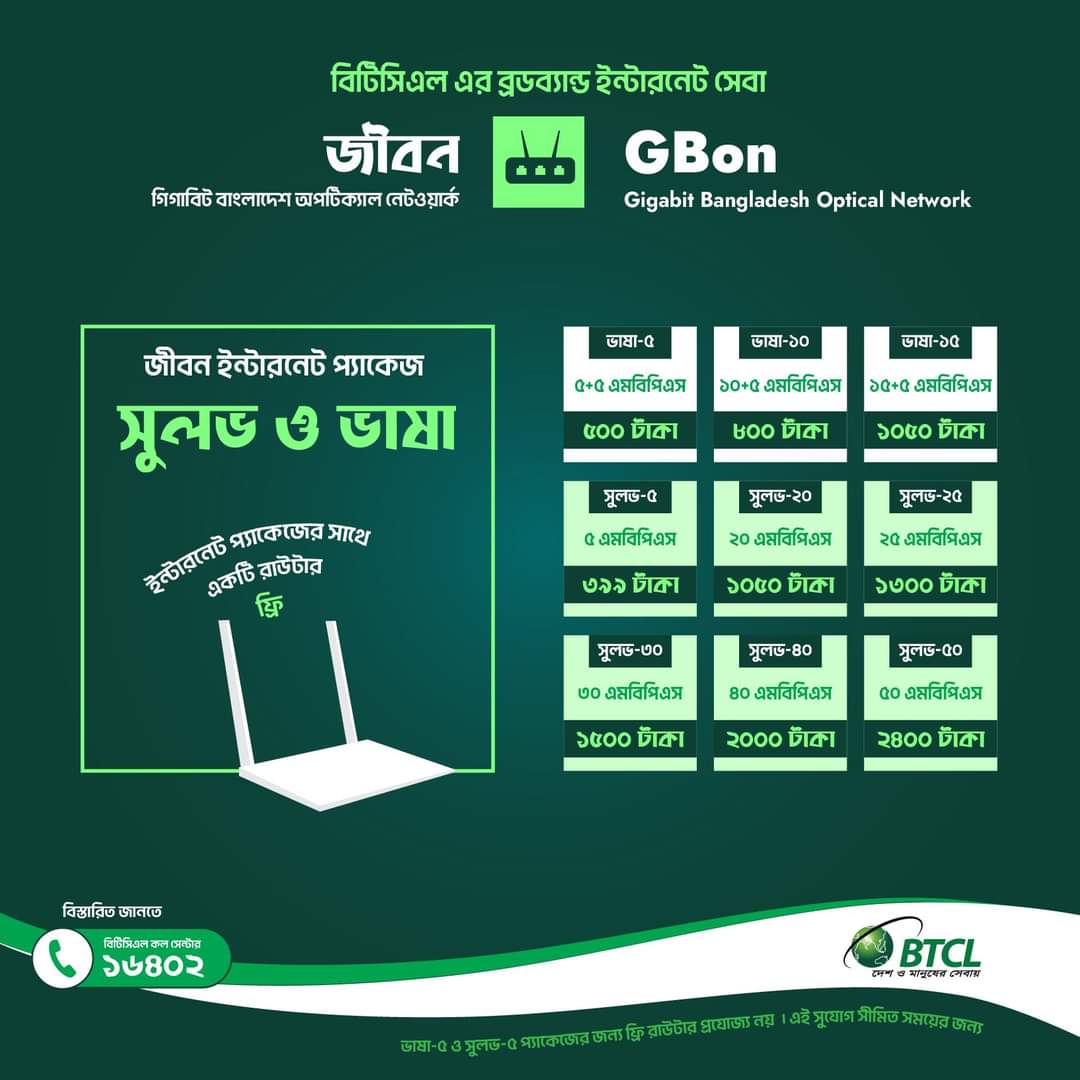 বিটিসিএল এর ব্রডব্যান্ড ইন্টারনেট সেবা
জীবন
গিগাবিট বাংলাদেশ অপটিক্যাল নেটওয়ার্ক
GBon
Gigabit Bangladesh Optical Network
জীবন ইন্টারনেট প্যাকেজ
সুলভ ও ভাষা
ইন্টারনেট প্যাকেজের সাথে
একটি রাউটার
ফ্রি
ভাষা-৫
৫+৫ এমবিপিএস
৫০০ টাকা
ভাষা-১০
১০+৫ এমবিপিএস
৮০০ টাকা
ভাষা-১৫
১৫+৫ এমবিপিএস
১০৫০ টাকা
সুলভ-৫
৫ এমবিপিএস
৩৯৯ টাকা
সুলভ-২০
২০ এমবিপিএস
১০৫০ টাকা
সুলভ-২৫
২৫ এমবিপিএস
১৩০০ টাকা
সুলভ-৩০
৩০ এমবিপিএস
১৫০০ টাকা
সুলভ-৪০
৪০ এমবিপিএস
২০০০ টাকা
সুলভ-৫০
৫০ এমবিপিএস
২৪০০ টাকা
বিস্তারিত জানতে
বিটিসিএল কল সেন্টার
১৬৪০২
BTCL
দেশ ও মানুষের সেবায়
ভাষা-৫ ও সুলভ-৫ প্যাকেজের জন্য ফ্রি রাউটার প্রযোজ্য নয় । এই সুযোগ সীমিত সময়ের জন্য